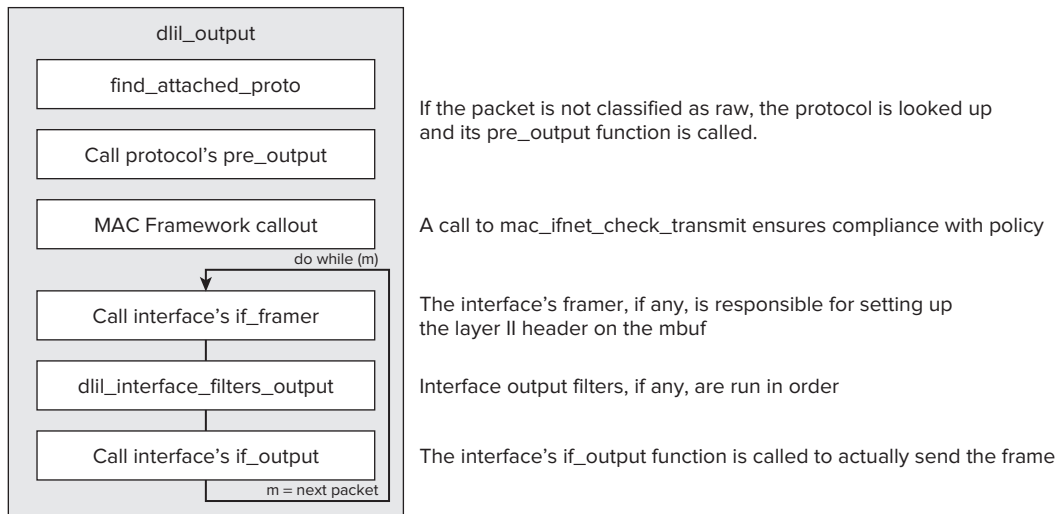 dlil_output
find_attached_proto
If the packet is not classified as raw, the protocol is looked up
and its pre_output function is called.
Call protocol's pre_output
MAC Framework callout
A call to mac_ifnet_check_transmit ensures compliance with policy
do while (m)
Call interface's if_framer
The interface's framer, if any, is responsible for setting up
the layer II header on the mbuf
dlil_interface_filters_output
Interface output filters, if any, are run in order
Call interface's if_output
The interface's if_output function is called to actually send the frame
m = next packet